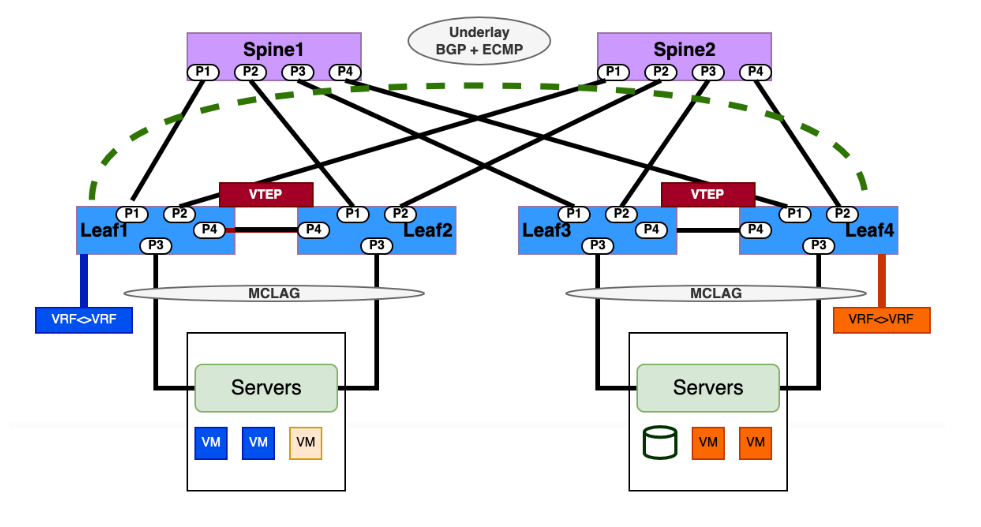 Underlay
BGP + ECMP
Spine1
Spine2
P1 P2 P3 P4
P1 P2 P3 P4
VTEP
VTEP
P1 P2
P1 P2
P1 P2
P1 P2
Leaf1
P4
P4
Leaf2
Leaf3
P4
P4
Leaf4
P3
P3
P3
P3
MCLAG
MCLAG
VRF<>VRF
VRF<>VRF
Servers
Servers
VM VM VM
VM VM